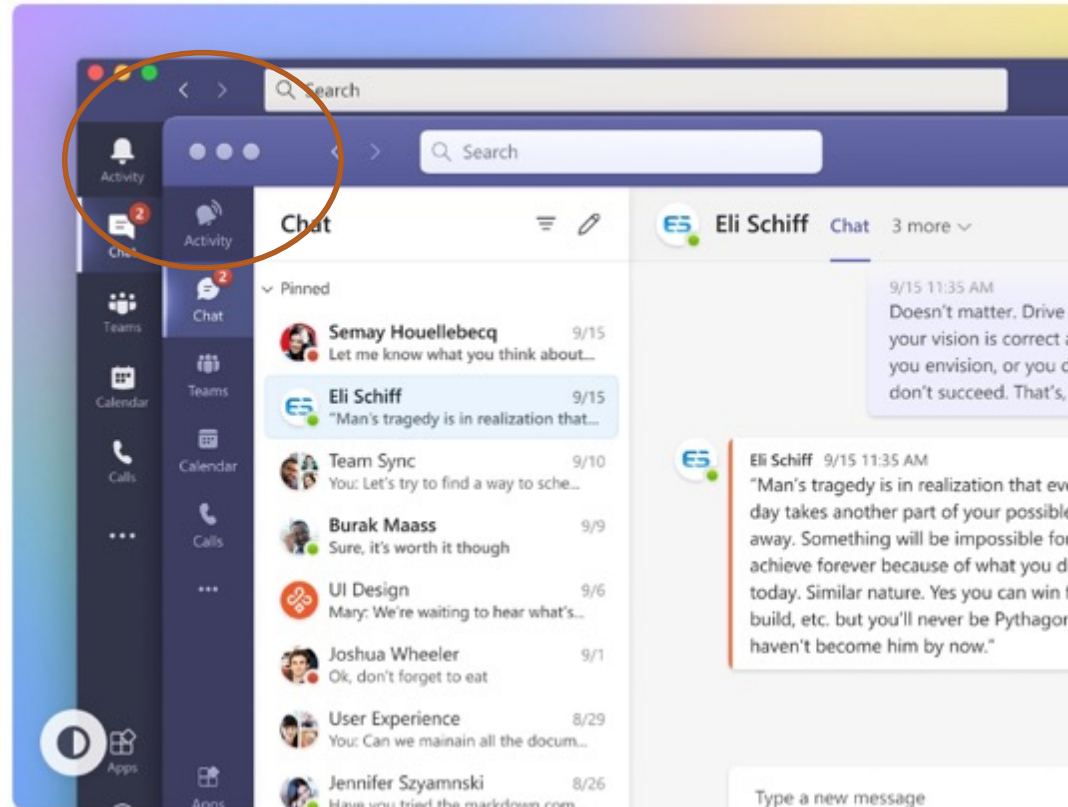 Search
Search
Activity
Chat
2
Teams
Calendar
Calls
Apps
Activity
2
Chat
Teams
Calendar
Calls
Apps
Chat
Pinned
Semay Houellebecq 9/15
Let me know what you think about...
Eli Schiff 9/15
"Man's tragedy is in realization that...
Team Sync 9/10
You: Let's try to find a way to sche...
Burak Maass 9/9
Sure, it's worth it though
UI Design 9/6
Mary: We're waiting to hear what's...
Joshua Wheeler 9/1
Ok, don't forget to eat
User Experience 8/29
You: Can we mainain all the docum...
Jennifer Szyamnski 8/26
Have you tried the markdown com
ES Eli Schiff Chat 3 more
9/15 11:35 AM
Doesn't matter. Drive
your vision is correct
you envision, or you
don't succeed. That's,
Eli Schiff 9/15 11:35 AM
"Man's tragedy is in realization that
day takes another part of your possible
away. Something will be impossible for
achieve forever because of what you
today. Similar nature. Yes you can win
build, etc. but you'll never be
haven't become him by now."
Type a new message